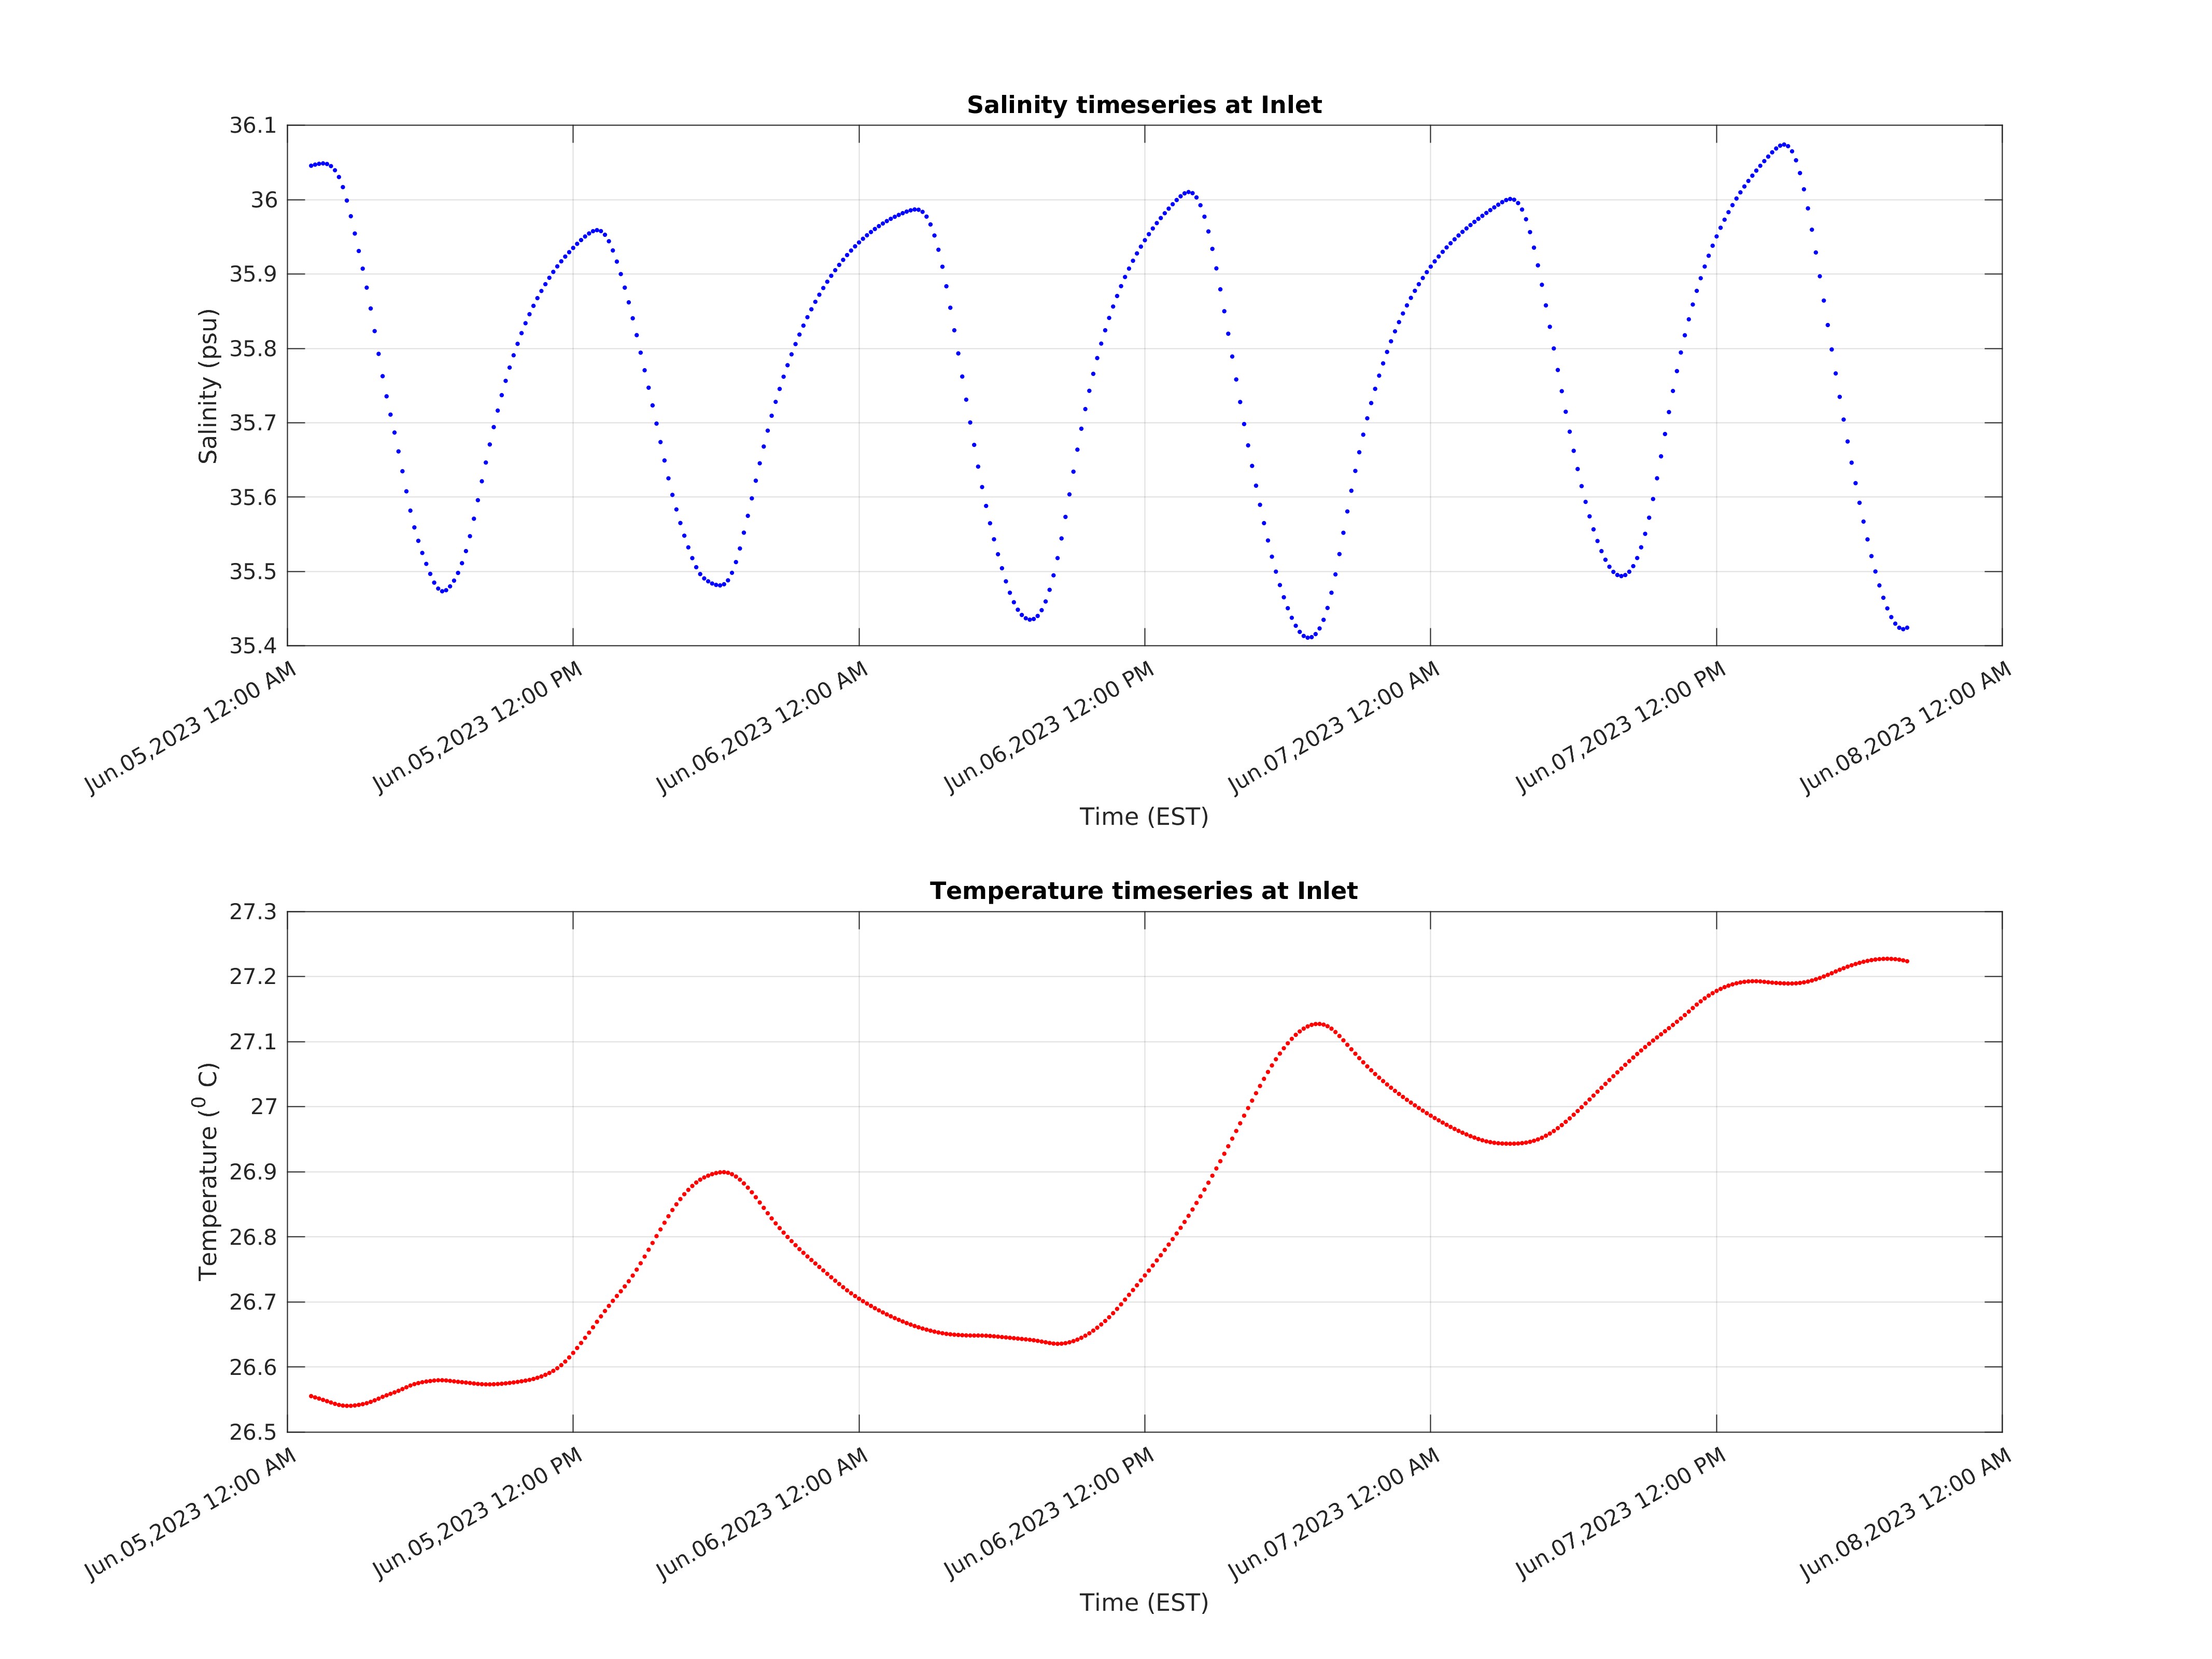 Salinity timeseries at Inlet
36.1
36
35.9
35.8
35.7
35.6
35.5
35.4
Salinity (psu)
Jun.05,2023 12:00 AM
Jun.05,2023 12:00 PM
Jun.06,2023 12:00 AM
Jun.06,2023 12:00 PM
Jun.07,2023 12:00 AM
Jun.07,2023 12:00 PM
Jun.08,2023 12:00 AM
Time (EST)
Temperature timeseries at Inlet
27.3
27.2
27.1
27
26.9
26.8
26.7
26.6
26.5
Temperature (⁰ C)
Jun.05,2023 12:00 AM
Jun.05,2023 12:00 PM
Jun.06,2023 12:00 AM
Jun.06,2023 12:00 PM
Jun.07,2023 12:00 AM
Jun.07,2023 12:00 PM
Jun.08,2023 12:00 AM
Time (EST)